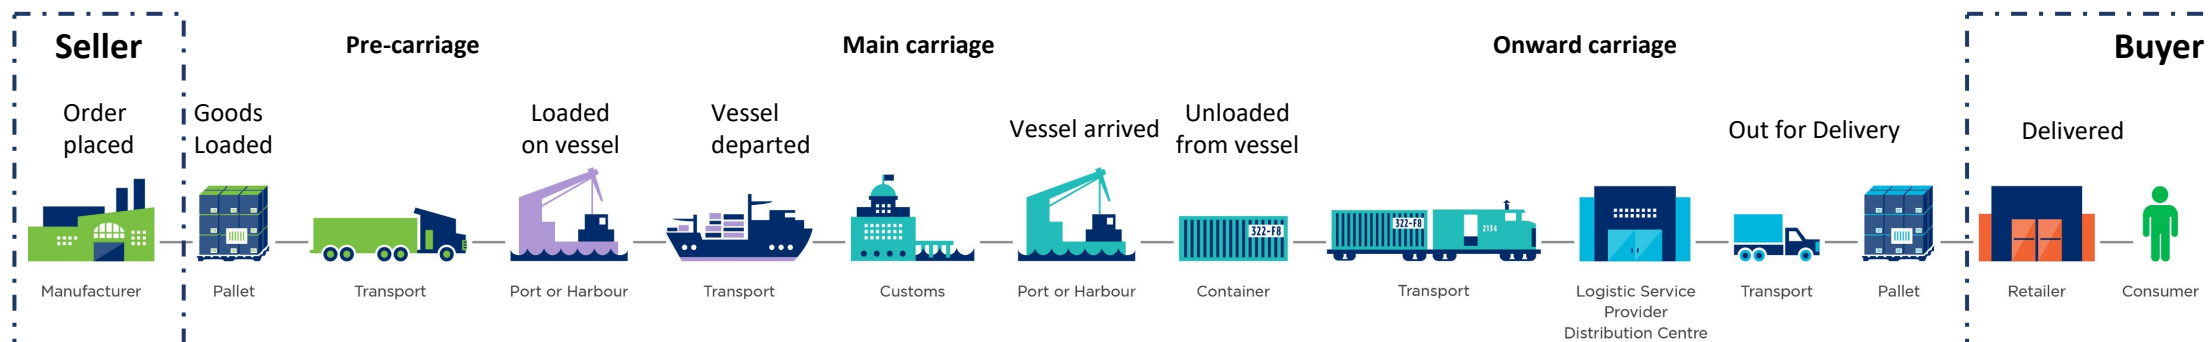 Seller
Pre-carriage
Main carriage
Onward carriage
Buyer
Order
placed
Goods
Loaded
Loaded
on vessel
Vessel
departed
Vessel arrived
Unloaded
from vessel
Out for Delivery
Delivered
322-F8
322-F8
2134
Manufacturer
Pallet
Transport
Port or Harbour
Transport
Customs
Port or Harbour
Container
Transport
Logistic Service
Provider
Distribution Centre
Transport
Pallet
Retailer
Consumer